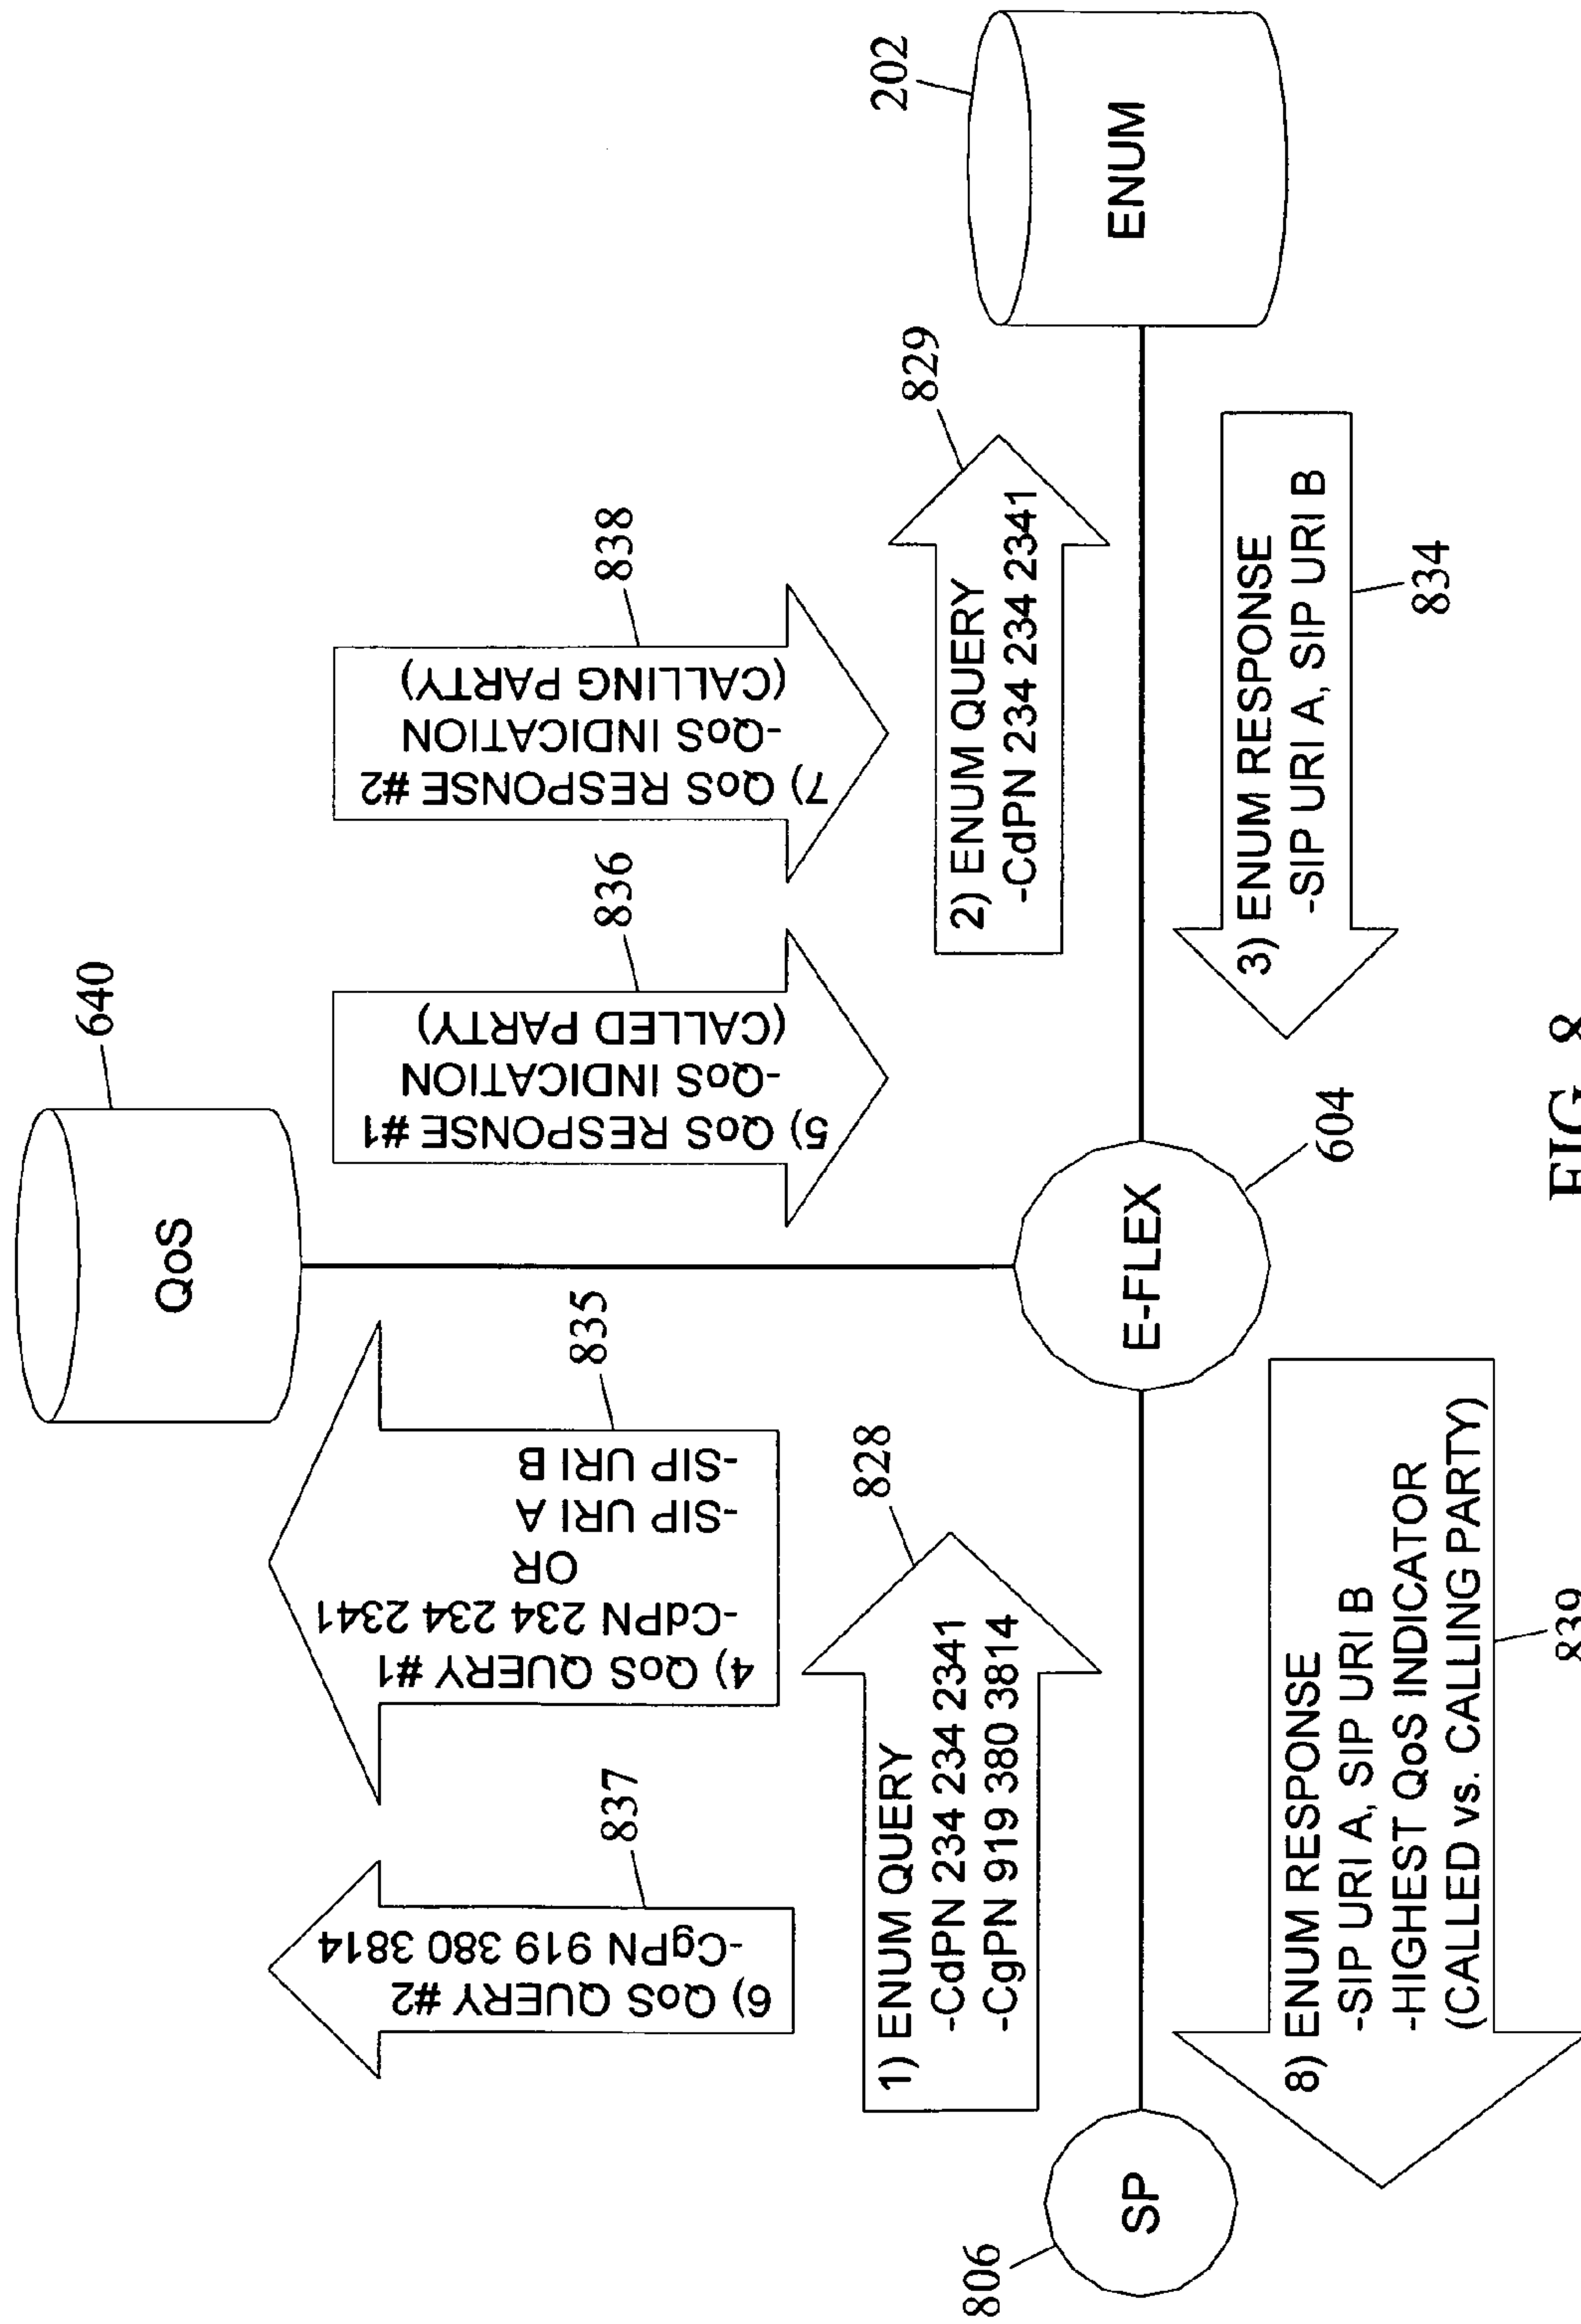 QoS
640
6) QoS QUERY #2
-CgPN 919 380 3814
837
4) QoS QUERY #1
-CdPN 234 234 2341
OR
-SIP URI A
-SIP URI B
835
5) QoS RESPONSE #1
-QoS INDICATION
(CALLED PARTY)
836
7) QoS RESPONSE #2
-QoS INDICATION
(CALLING PARTY)
838
1) ENUM QUERY
-CdPN 234 234 2341
-CgPN 919 380 3814
828
2) ENUM QUERY
-CdPN 234 234 2341
829
SP
806
E-FLEX
604
ENUM
202
8) ENUM RESPONSE
-SIP URI A, SIP URI B
-HIGHEST QoS INDICATOR
(CALLED vs. CALLING PARTY)
839
3) ENUM RESPONSE
-SIP URI A, SIP URI B
834
FIG. 8